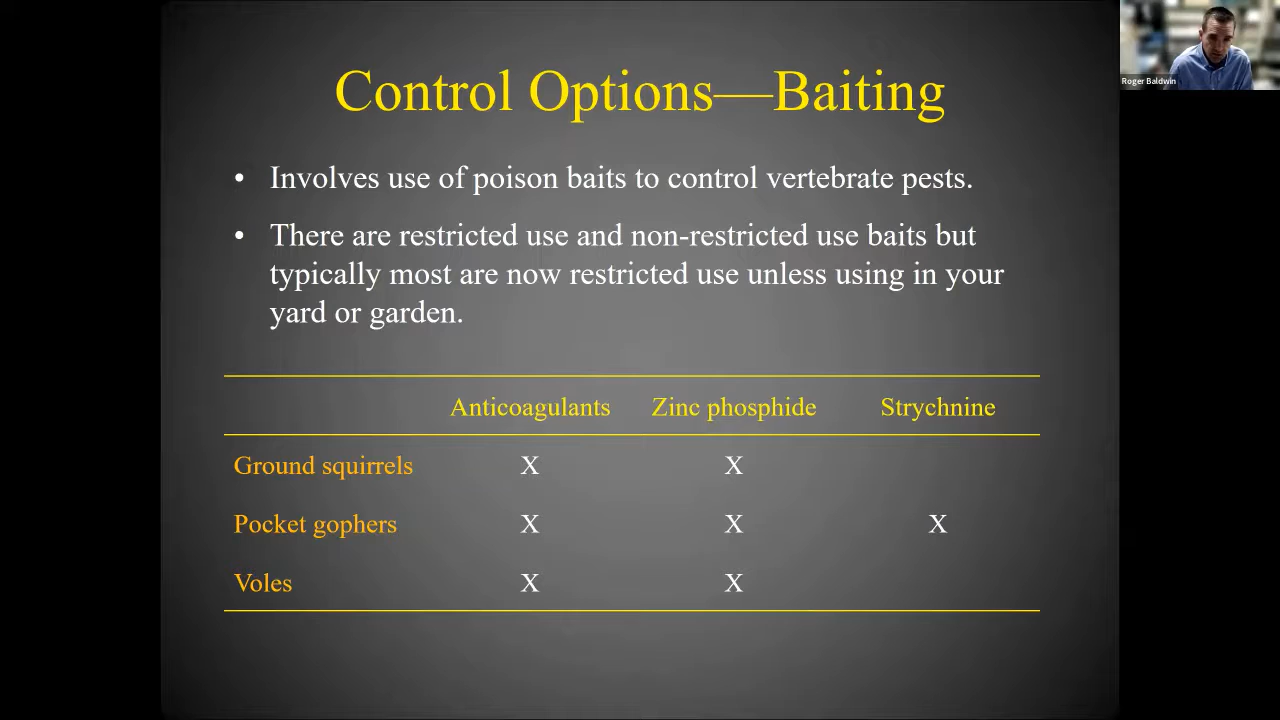 Control Options—Baiting
• Involves use of poison baits to control vertebrate pests.
• There are restricted use and non-restricted use baits but
typically most are now restricted use unless using in your
yard or garden.
Anticoagulants Zinc phosphide Strychnine
Ground squirrels X X
Pocket gophers X X X
Voles X X
Roger Baldwin